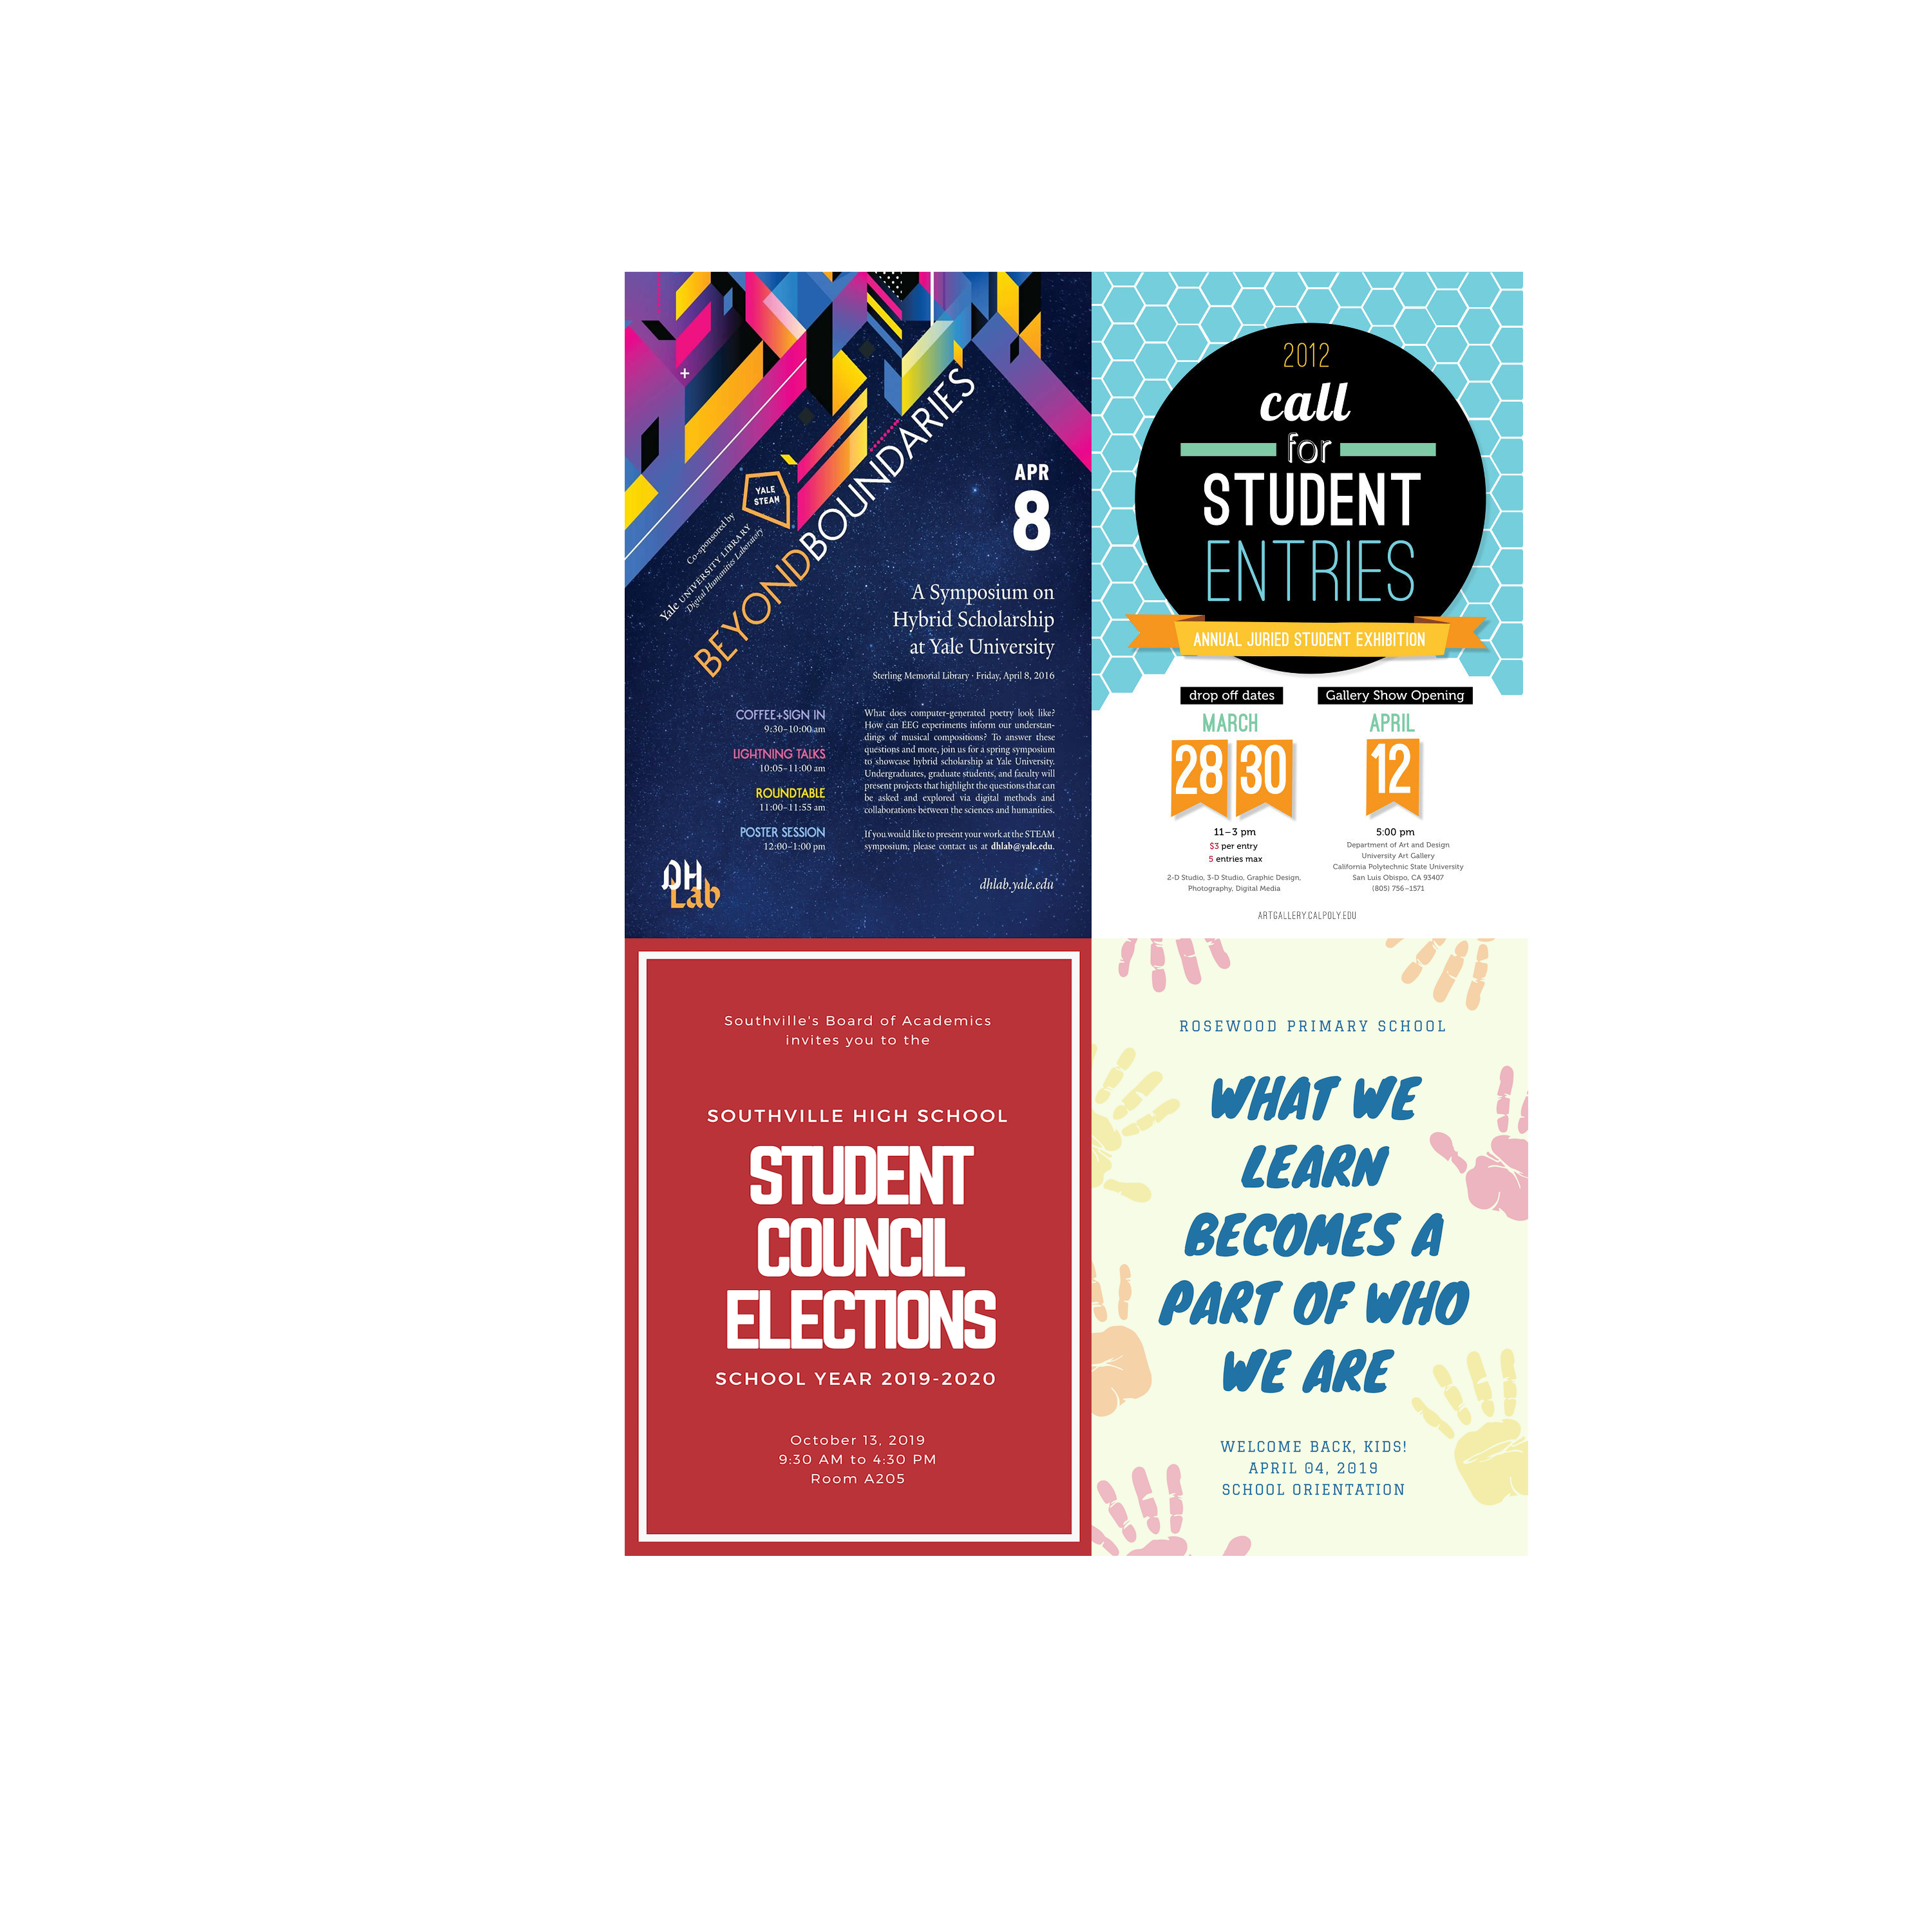 BEYONDBOUNDARIES
YALE
STEAM
Co-sponsored by
Yale UNIVERSITY LIBRARY
Digital Humanities Laboratory
APR
8
A Symposium on
Hybrid Scholarship
at Yale University
Sterling Memorial Library · Friday, April 8, 2016
COFFEE+SIGN IN
9:30–10:00 am
LIGHTNING TALKS
10:05–11:00 am
ROUNDTABLE
11:00–11:55 am
POSTER SESSION
12:00–1:00 pm
What does computer-generated poetry look like?
How can EEG experiments inform our understan-
dings of musical compositions? To answer these
questions and more, join us for a spring symposium
to showcase hybrid scholarship at Yale University.
Undergraduates, graduate students, and faculty will
present projects that highlight the questions that can
be asked and explored via digital methods and
collaborations between the sciences and humanities.
If you would like to present your work at the STEAM
symposium, please contact us at dhlab@yale.edu.
DH
Lab
dhlab.yale.edu
2012
call
for
STUDENT
ENTRIES
ANNUAL JURIED STUDENT EXHIBITION
drop off dates
MARCH
28 30
11–3 pm
$3 per entry
5 entries max
2-D Studio, 3-D Studio, Graphic Design,
Photography, Digital Media
Gallery Show Opening
APRIL
12
5:00 pm
Department of Art and Design
University Art Gallery
California Polytechnic State University
San Luis Obispo, CA 93407
(805) 756–1571
ARTGALLERY.CALPOLY.EDU
Southville's Board of Academics
invites you to the
SOUTHVILLE HIGH SCHOOL
STUDENT
COUNCIL
ELECTIONS
SCHOOL YEAR 2019-2020
October 13, 2019
9:30 AM to 4:30 PM
Room A205
ROSEWOOD PRIMARY SCHOOL
WHAT WE
LEARN
BECOMES A
PART OF WHO
WE ARE
WELCOME BACK, KIDS!
APRIL 04, 2019
SCHOOL ORIENTATION